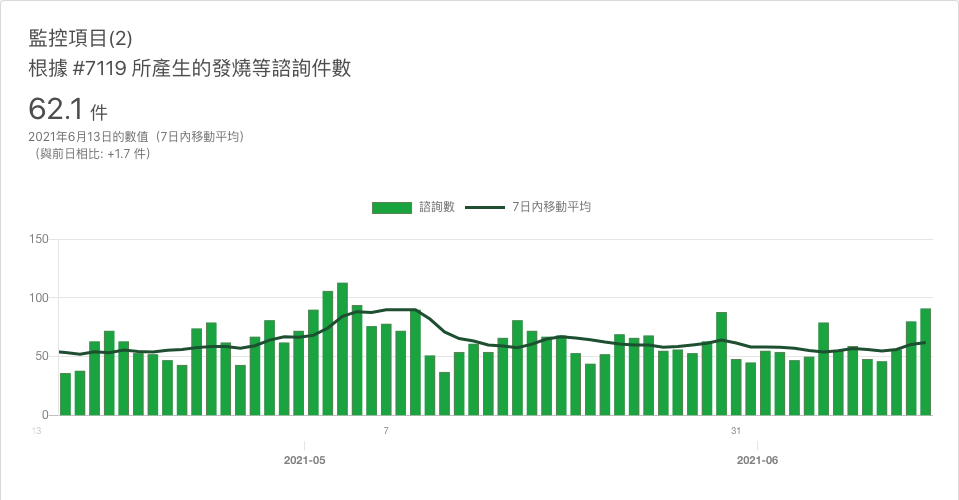 監控項目(2)
根據 #7119 所產生的發燒等諮詢件數
62.1 件
2021年6月13日的數值（7日內移動平均）
（與前日相比: +1.7 件）
諮詢數 7日內移動平均
150
100
50
0
13 7 31
2021-05 2021-06